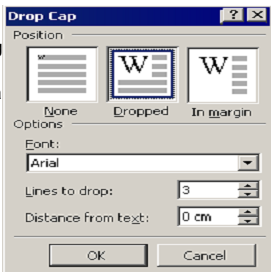 Drop Cap
Position
W W W
None Dropped In margin
Options
Font:
Arial
Lines to drop: 3
Distance from text: 0 cm
OK Cancel